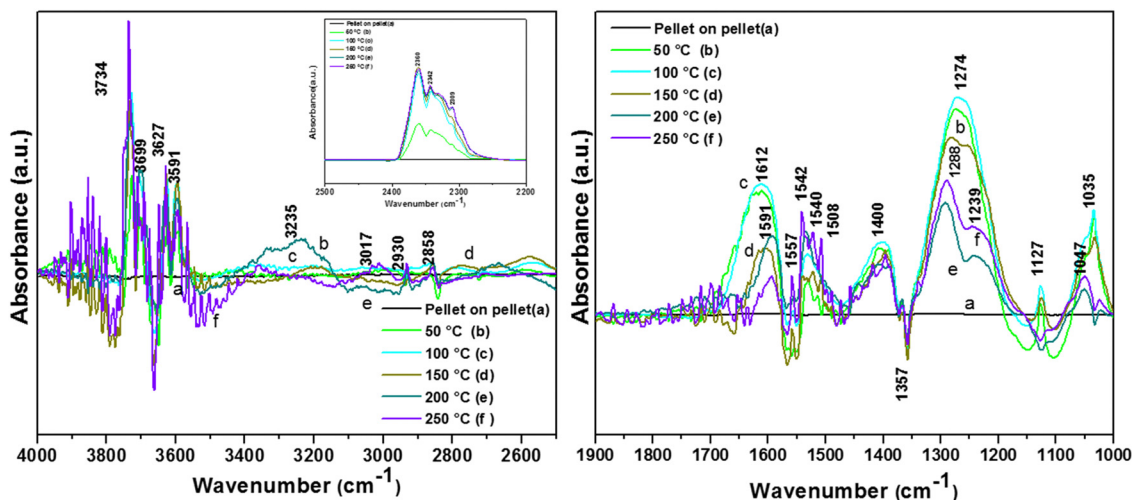 3734
3699
3627
3591
3235
3017
2930
2858
b
c
d
a
e
f
Pellet on pellet(a)
50 °C (b)
100 °C (c)
150 °C (d)
200 °C (e)
250 °C (f )
4000 3800 3600 3400 3200 3000 2800 2600
Wavenumber (cm-1)
Absorbance (a.u.)
Pellet on pellet(a)
50 °C (b)
100 °C (c)
150 °C (d)
200 °C (e)
250 °C (f)
2342
2309
2500 2400 2300 2200
Wavenumber cm-1
Absorbance(a.u.)
Pellet on pellet(a)
50 °C (b)
100 °C (c)
150 °C (d)
200 °C (e)
250 °C (f )
1274
b
1288
1239
f
e
a
c
1612
d
1591
1557
1542
1540
1508
1400
1357
1127
1047
1035
1900 1800 1700 1600 1500 1400 1300 1200 1100 1000
Wavenumber (cm-1)
Absorbance (a.u.)